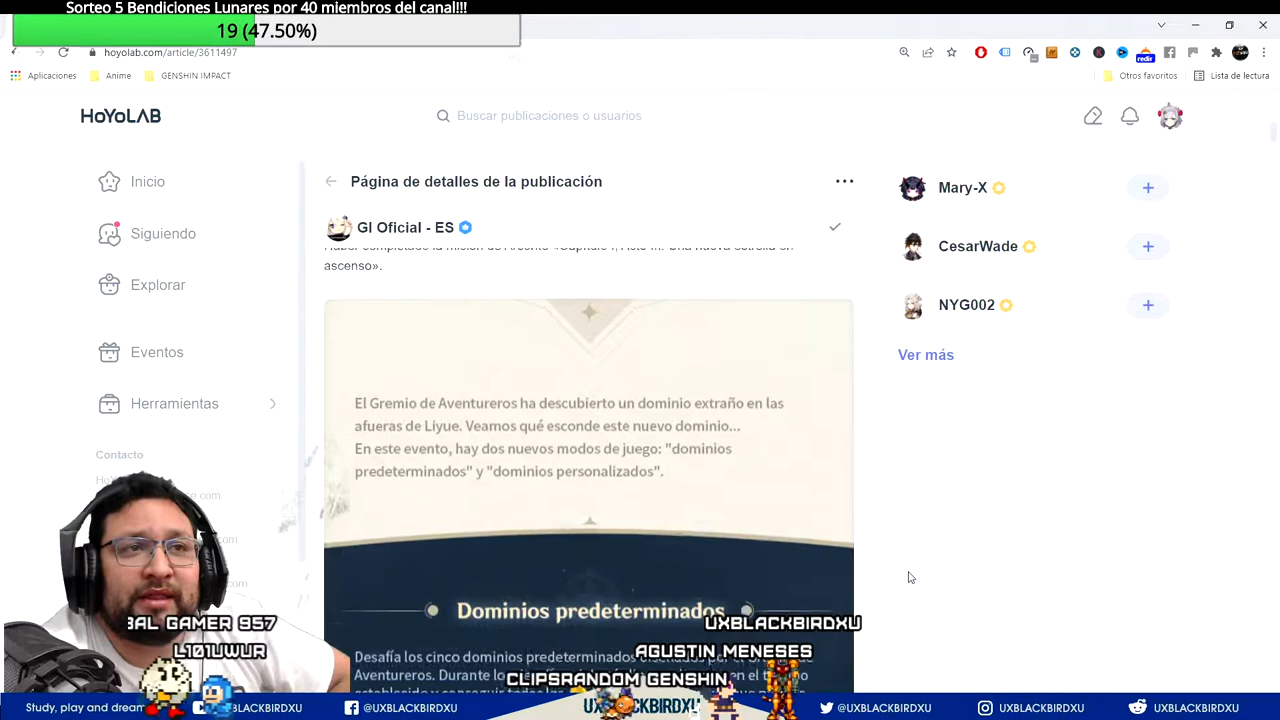 Sorteo 5 Bendiciones Lunares por 40 miembros del canal!!!
19 (47.50%)
hoyolab.com/article/3611497
redir
Aplicaciones
Anime
GENSHIN IMPACT
Otros favoritos
Lista de lectura
HoYoLAB
Buscar publicaciones o usuarios
Inicio
Siguiendo
Explorar
Eventos
Herramientas
Contacto
Página de detalles de la publicación
GI Oficial - ES
ascenso».
El Gremio de Aventureros ha descubierto un dominio extraño en las
afueras de Liyue. Veamos qué esconde este nuevo dominio...
En este evento, hay dos nuevos modos de juego: "dominios
predeterminados" y "dominios personalizados".
Dominios predeterminados
Desafía los cinco dominios predeterminados
Aventureros. Durante
Mary-X
CesarWade
NYG002
Ver más
BAL GAMER 957
L101UWUR
UXBLACKBIRDXU
AGUSTIN MENESES
CLIPSRANDOM GENSHIN
Study, play and dream
BLACKBIRDXU
@UXBLACKBIRDXU
UXBLACKBIRDXU
@UXBLACKBIRDXU
UXBLACKBIRDXU
UXBLACKBIRDXU